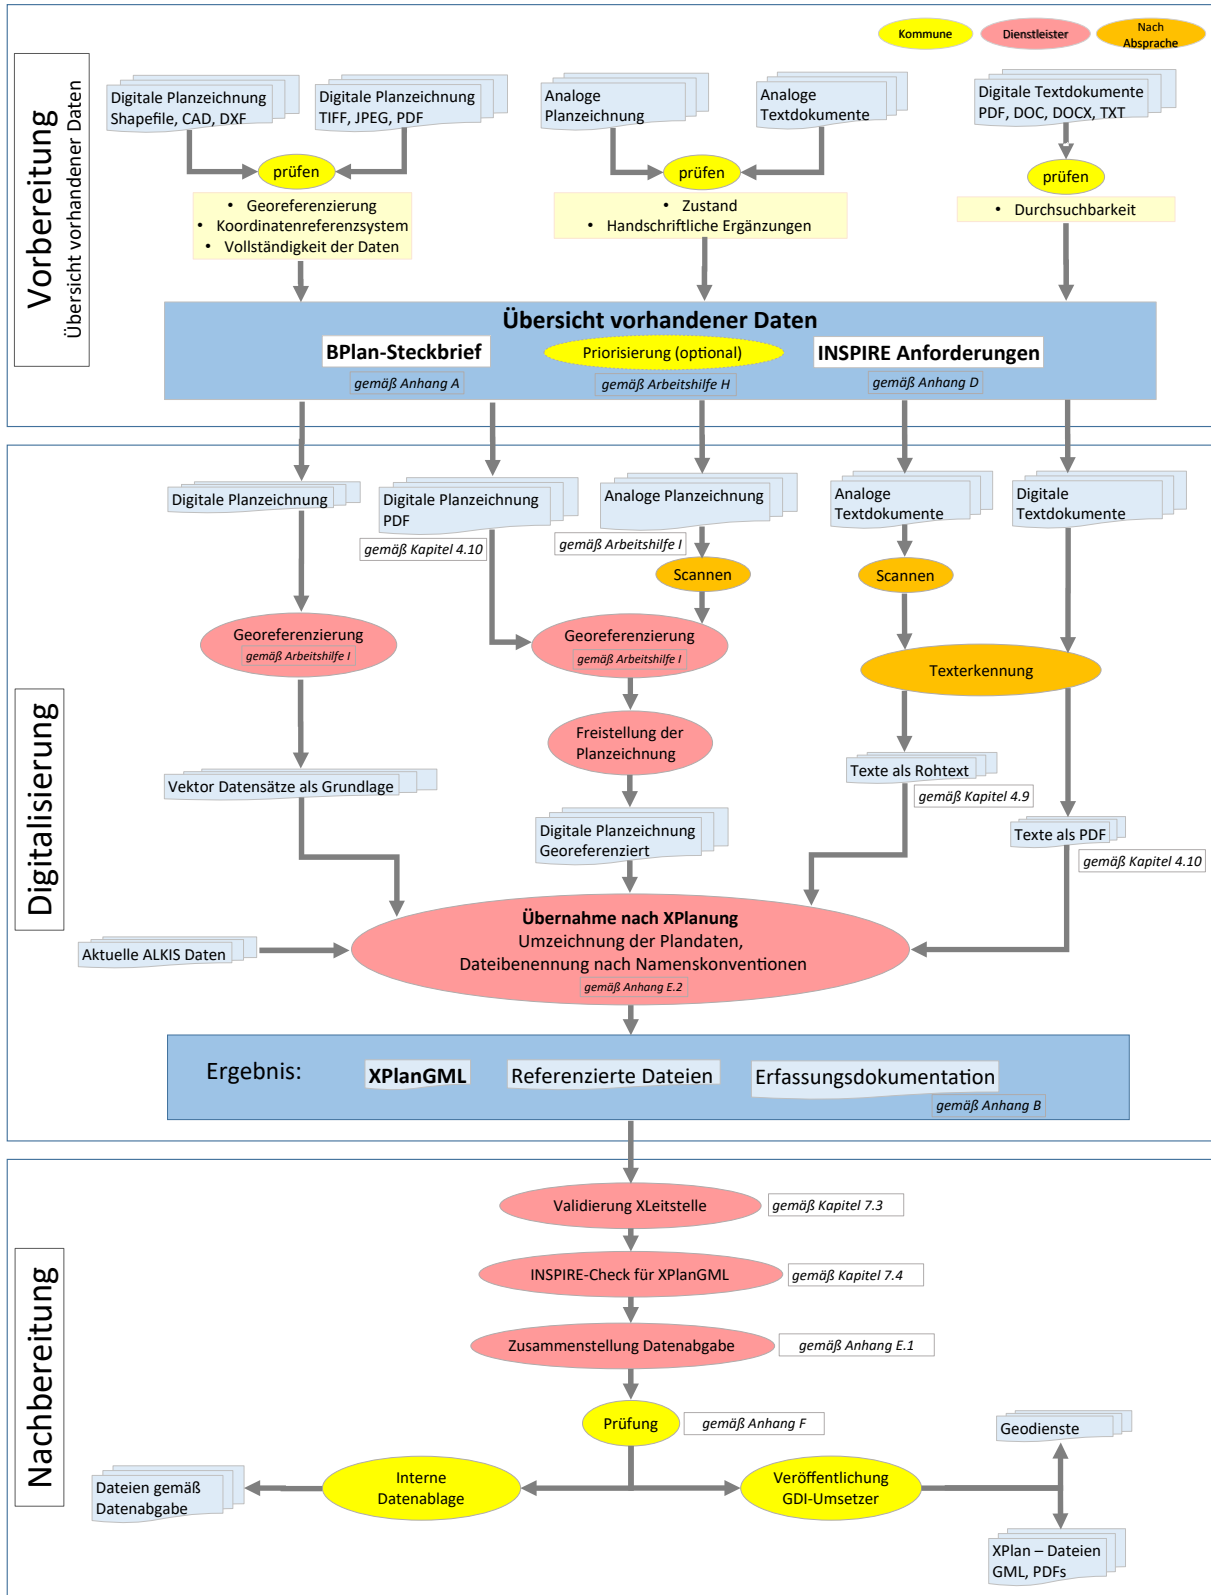 Kommune
Dienstleister
Nach
Absprache
Vorbereitung
Übersicht vorhandener Daten
Digitale Planzeichnung
Shapefile, CAD, DXF
Digitale Planzeichnung
TIFF, JPEG, PDF
Analoge
Planzeichnung
Analoge
Textdokumente
Digitale Textdokumente
PDF, DOC, DOCX, TXT
prüfen
prüfen
prüfen
• Georeferenzierung
• Koordinatenreferenzsystem
• Vollständigkeit der Daten
• Zustand
• Handschriftliche Ergänzungen
• Durchsuchbarkeit
Übersicht vorhandener Daten
BPlan-Steckbrief
gemäß Anhang A
Priorisierung (optional)
gemäß Arbeitshilfe H
INSPIRE Anforderungen
gemäß Anhang D
Digitalisierung
Digitale Planzeichnung
Digitale Planzeichnung
PDF
gemäß Kapitel 4.10
Analoge Planzeichnung
gemäß Arbeitshilfe I
Analoge
Textdokumente
Digitale
Textdokumente
Scannen
Scannen
Georeferenzierung
gemäß Arbeitshilfe I
Georeferenzierung
gemäß Arbeitshilfe I
Texterkennung
Freistellung der
Planzeichnung
Vektor Datensätze als Grundlage
Texte als Rohtext
gemäß Kapitel 4.9
Digitale Planzeichnung
Georeferenziert
Texte als PDF
gemäß Kapitel 4.10
Aktuelle ALKIS Daten
Übernahme nach XPlanung
Umzeichnung der Plandaten,
Dateibenennung nach Namenskonventionen
gemäß Anhang E.2
Ergebnis:
XPlanGML
Referenzierte Dateien
Erfassungsdokumentation
gemäß Anhang B
Nachbereitung
Validierung XLeitstelle
gemäß Kapitel 7.3
INSPIRE-Check für XPlanGML
gemäß Kapitel 7.4
Zusammenstellung Datenabgabe
gemäß Anhang E.1
Prüfung
gemäß Anhang F
Interne
Datenablage
Dateien gemäß
Datenabgabe
Veröffentlichung
GDI-Umsetzer
Geodienste
XPlan – Dateien
GML, PDFs